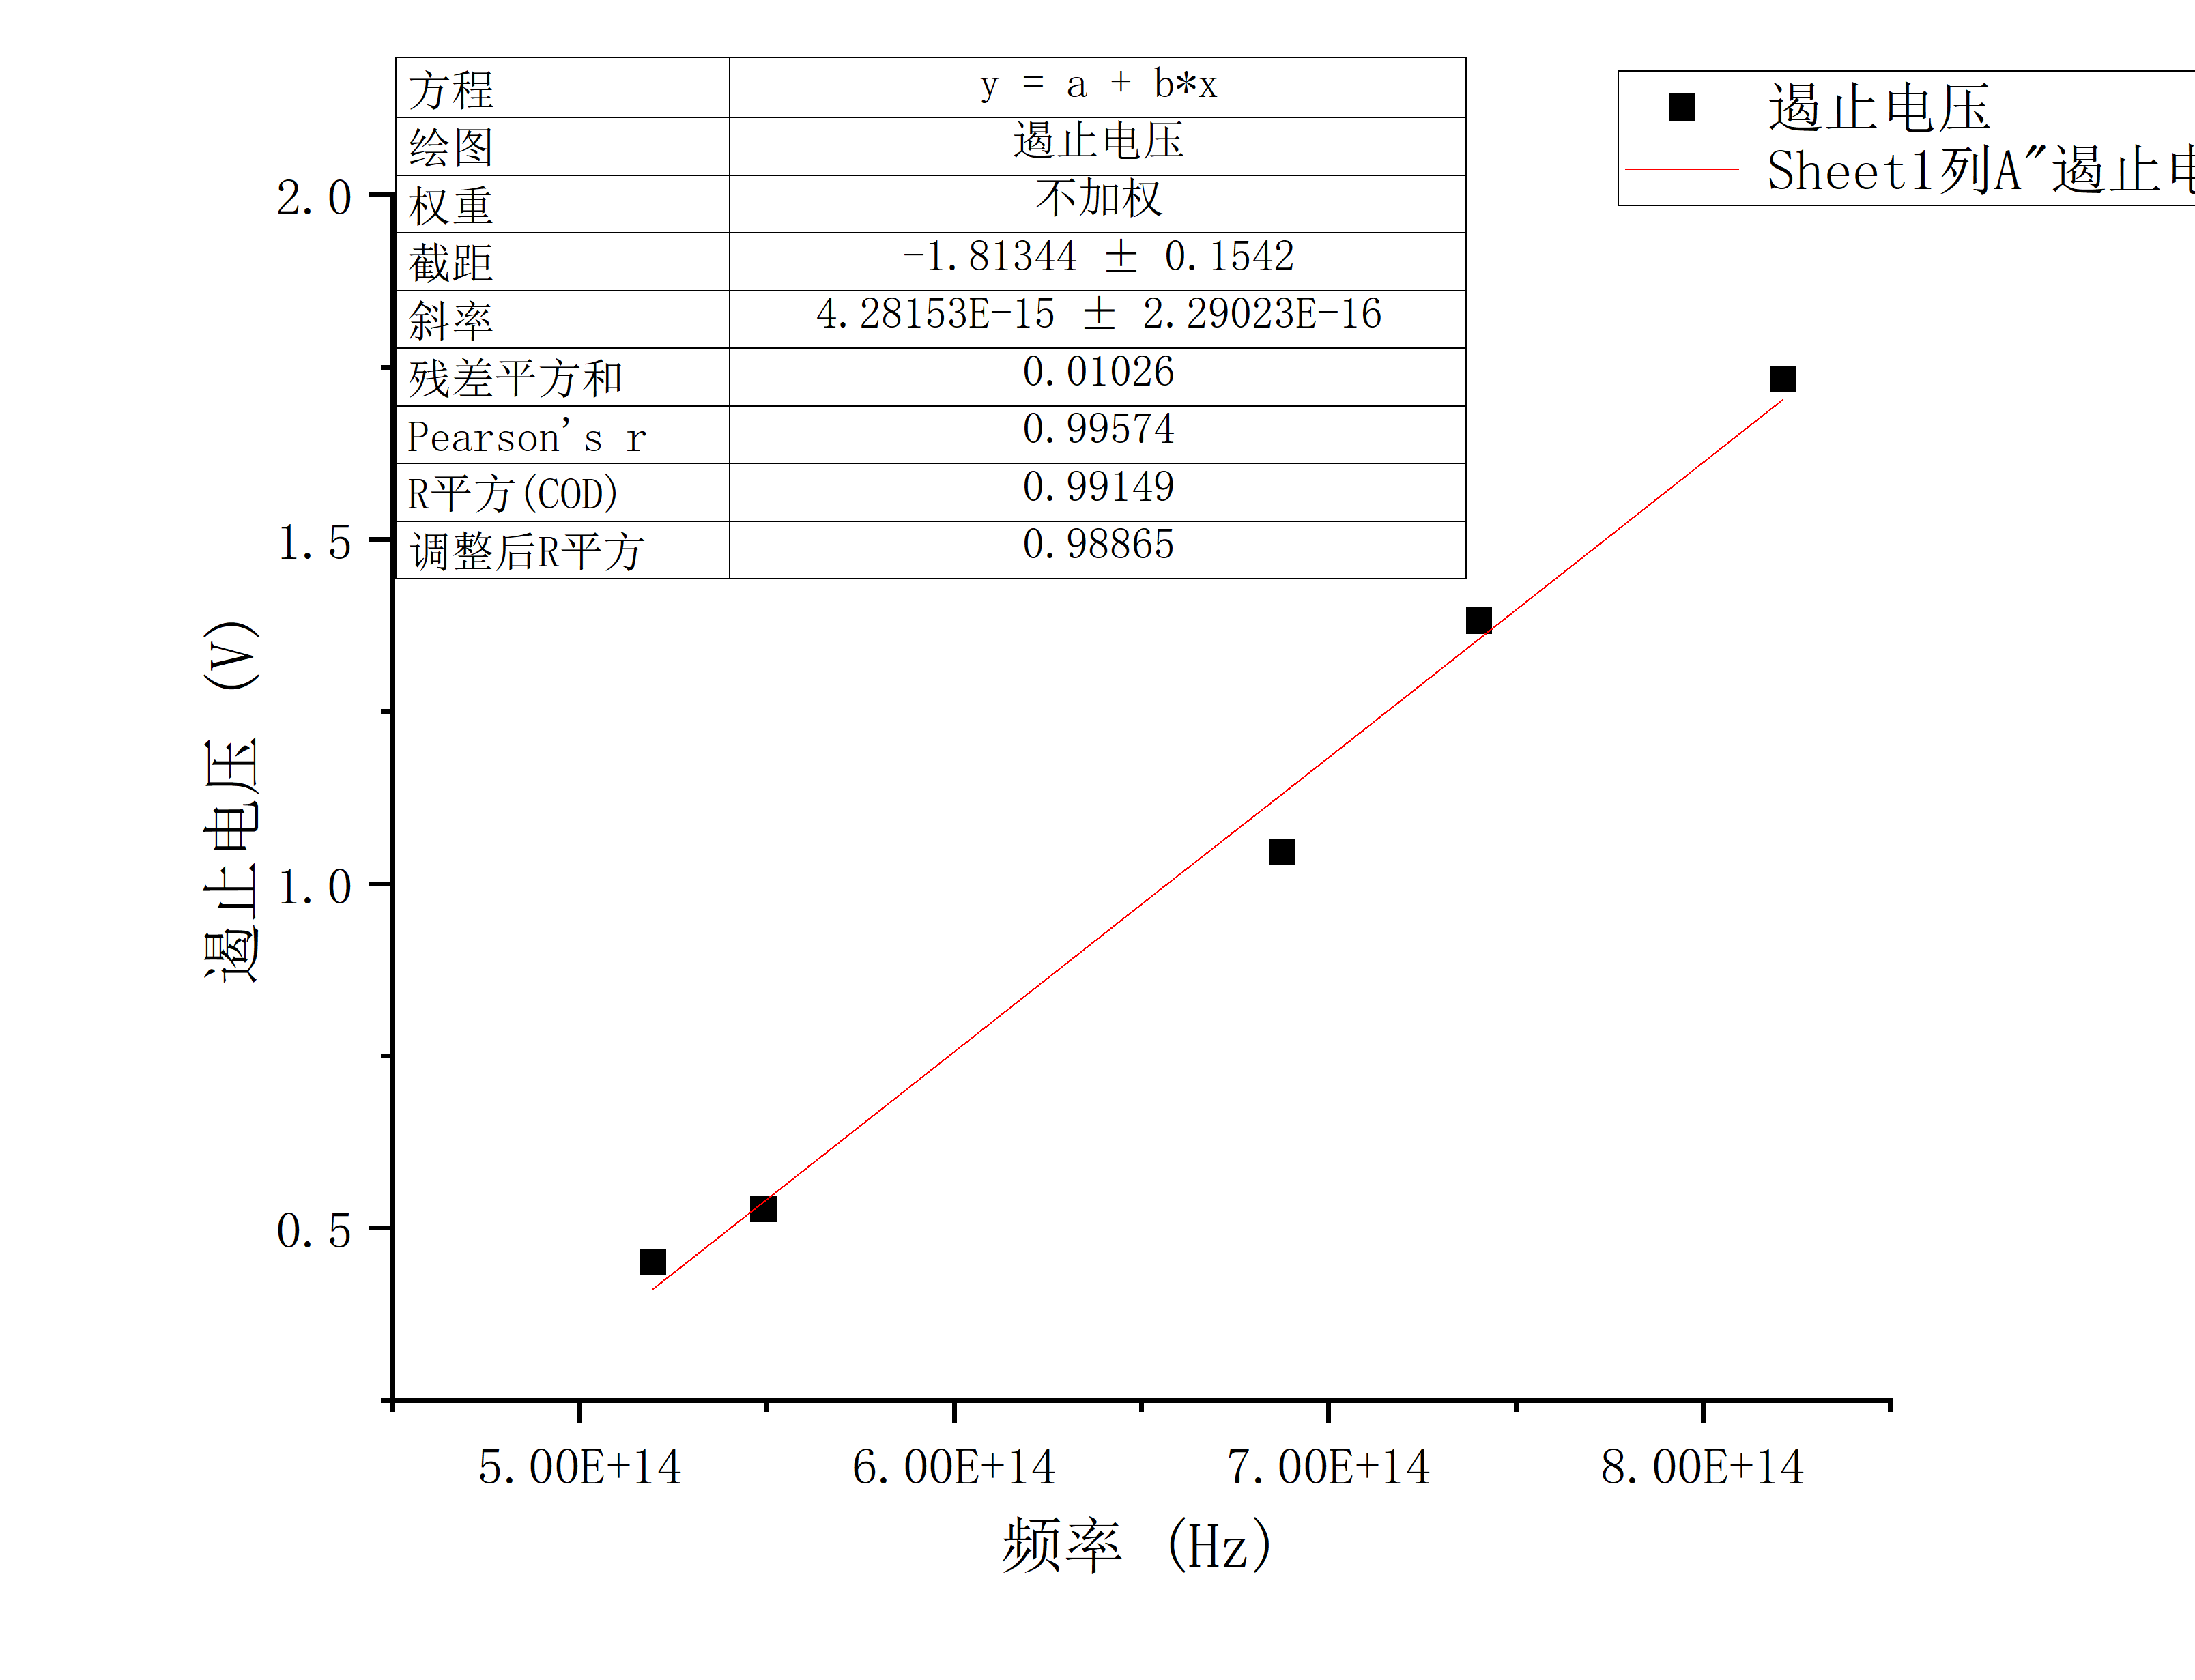 方程 y = a + b*x
绘图 遏止电压
权重 不加权
截距 -1.81344 ± 0.1542
斜率 4.28153E-15 ± 2.29023E-16
残差平方和 0.01026
Pearson's r 0.99574
R平方(COD) 0.99149
调整后R平方 0.98865
遏止电压
Sheet1列A"遏止电
2.0
1.5
1.0
0.5
遏止电压 (V)
5.00E+14 6.00E+14 7.00E+14 8.00E+14
频率 (Hz)